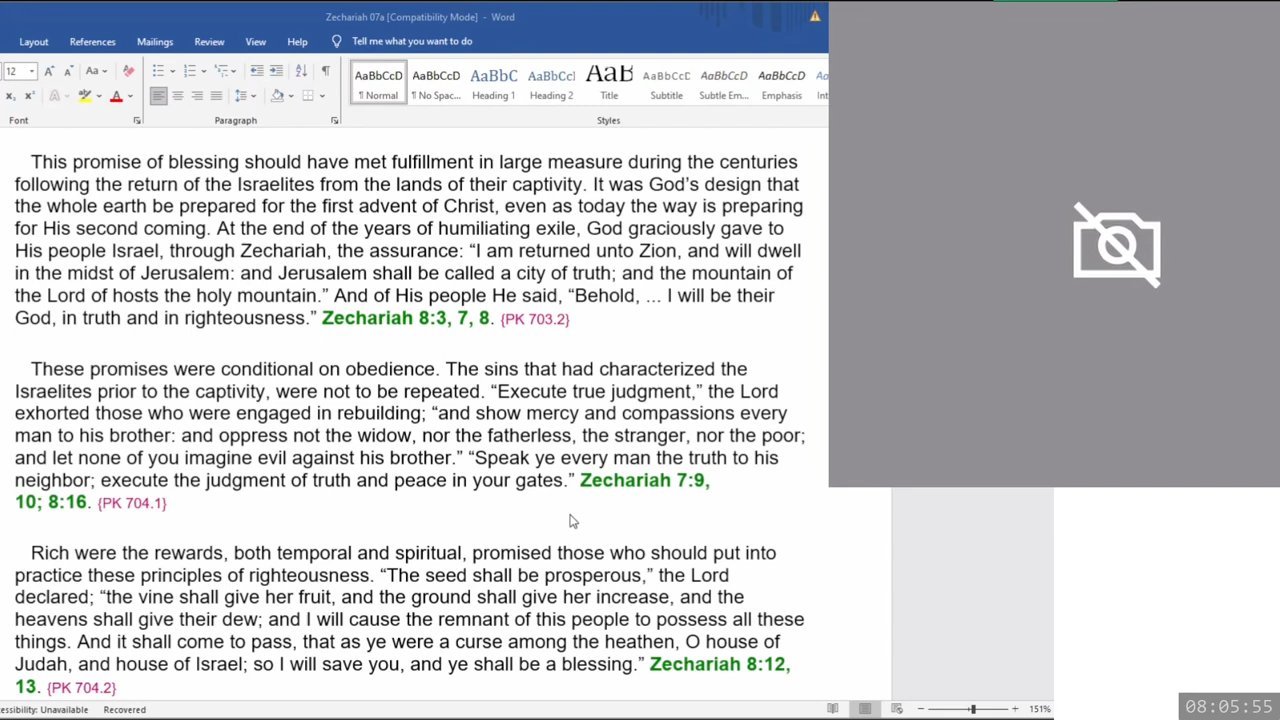 Zechariah 07a [Compatibility Mode] - Word
Layout References Mailings Review View Help Tell me what you want to do
12 Aa
AaBbCcD AaBbCcD AaBbC AaBbCcI AaB AaBbCcD AaBbCcD AaBbCcD
¶ Normal ¶ No Spac... Heading 1 Heading 2 Title Subtitle Subtle Em... Emphasis
Font Paragraph Styles
This promise of blessing should have met fulfillment in large measure during the centuries
following the return of the Israelites from the lands of their captivity. It was God’s design that
the whole earth be prepared for the first advent of Christ, even as today the way is preparing
for His second coming. At the end of the years of humiliating exile, God graciously gave to
His people Israel, through Zechariah, the assurance: “I am returned unto Zion, and will dwell
in the midst of Jerusalem: and Jerusalem shall be called a city of truth; and the mountain of
the Lord of hosts the holy mountain.” And of His people He said, “Behold, ... I will be their
God, in truth and in righteousness.” Zechariah 8:3, 7, 8. {PK 703.2}
These promises were conditional on obedience. The sins that had characterized the
Israelites prior to the captivity, were not to be repeated. “Execute true judgment,” the Lord
exhorted those who were engaged in rebuilding; “and show mercy and compassions every
man to his brother: and oppress not the widow, nor the fatherless, the stranger, nor the poor;
and let none of you imagine evil against his brother.” “Speak ye every man the truth to his
neighbor; execute the judgment of truth and peace in your gates.” Zechariah 7:9,
10; 8:16. {PK 704.1}
Rich were the rewards, both temporal and spiritual, promised those who should put into
practice these principles of righteousness. “The seed shall be prosperous,” the Lord
declared; “the vine shall give her fruit, and the ground shall give her increase, and the
heavens shall give their dew; and I will cause the remnant of this people to possess all these
things. And it shall come to pass, that as ye were a curse among the heathen, O house of
Judah, and house of Israel; so I will save you, and ye shall be a blessing.” Zechariah 8:12,
13. {PK 704.2}
cessibility: Unavailable Recovered 151%
08:05:55